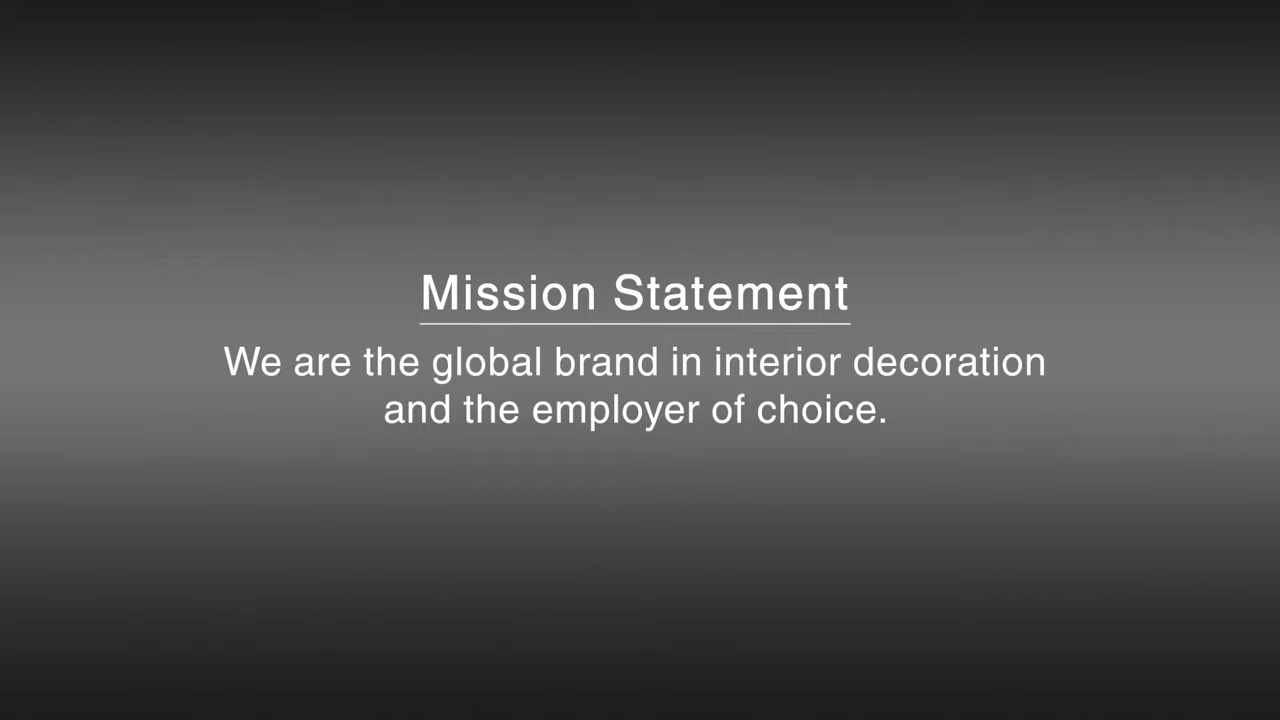 Mission Statement
We are the global brand in interior decoration
and the employer of choice.